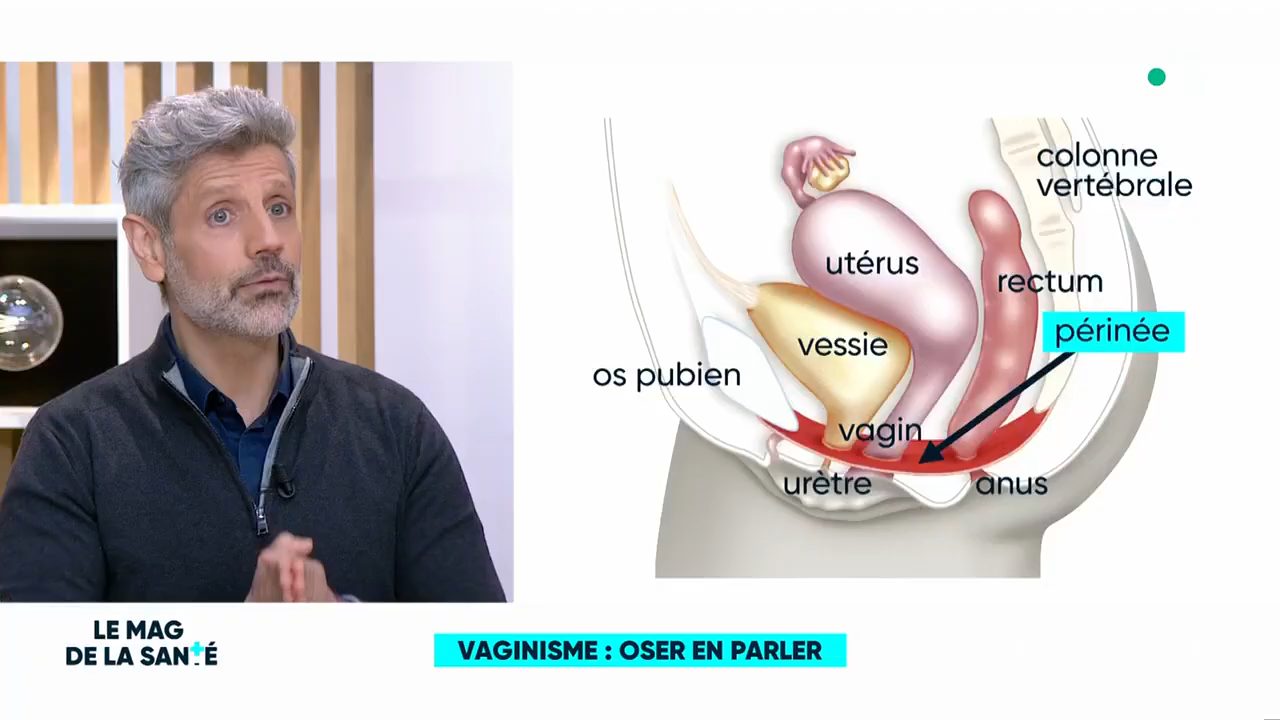 colonne
vertébrale
utérus
rectum
périnée
vessie
os pubien
vagin
urètre
anus
LE MAG
DE LA SANTÉ
VAGINISME : OSER EN PARLER